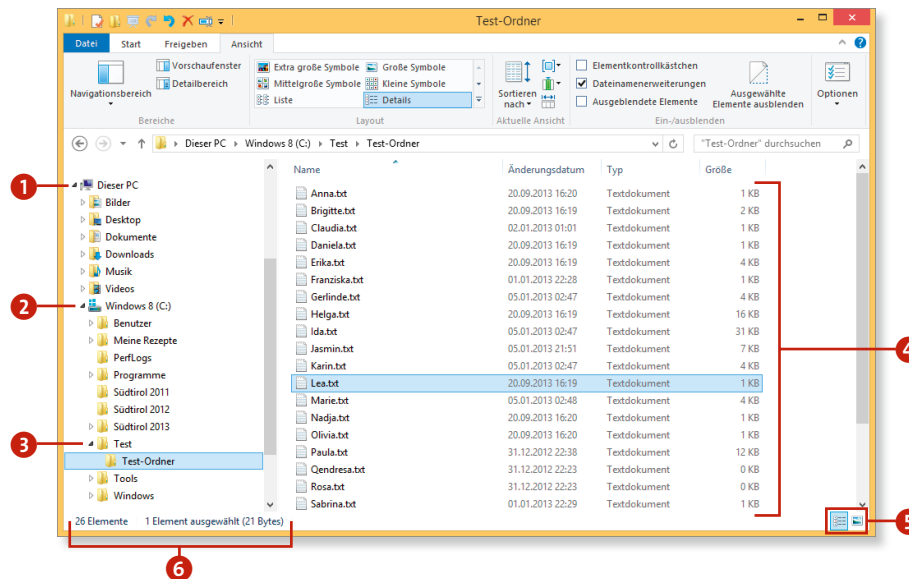 Test-Ordner
Datei Start Freigeben Ansicht
Navigationsbereich
Vorschaufenster
Detailbereich
Bereiche
Extra große Symbole Große Symbole
Mittelgroße Symbole Kleine Symbole
Liste Details
Layout
Sortieren
nach
Aktuelle Ansicht
Elementkontrollkästchen
Dateinamenerweiterungen
Ausgeblendete Elemente
Ausgewählte
Elemente ausblenden
Ein-/ausblenden
Optionen
Dieser PC Windows 8 (C:) Test Test-Ordner
"Test-Ordner" durchsuchen
1 Dieser PC
Bilder
Desktop
Dokumente
Downloads
Musik
Videos
2 Windows 8 (C:)
Benutzer
Meine Rezepte
PerfLogs
Programme
Südtirol 2011
Südtirol 2012
Südtirol 2013
3 Test
Test-Ordner
Tools
Windows
Name Änderungsdatum Typ Größe
Anna.txt 20.09.2013 16:20 Textdokument 1 KB
Brigitte.txt 20.09.2013 16:19 Textdokument 2 KB
Claudia.txt 02.01.2013 01:01 Textdokument 1 KB
Daniela.txt 20.09.2013 16:19 Textdokument 1 KB
Erika.txt 20.09.2013 16:19 Textdokument 4 KB
Franziska.txt 01.01.2013 22:28 Textdokument 1 KB
Gerlinde.txt 05.01.2013 02:47 Textdokument 4 KB
Helga.txt 20.09.2013 16:19 Textdokument 16 KB
Ida.txt 05.01.2013 02:47 Textdokument 31 KB
Jasmin.txt 05.01.2013 21:51 Textdokument 7 KB
Karin.txt 05.01.2013 02:47 Textdokument 4 KB
Lea.txt 20.09.2013 16:19 Textdokument 1 KB
Marie.txt 05.01.2013 02:48 Textdokument 4 KB
Nadja.txt 20.09.2013 16:20 Textdokument 1 KB
Olivia.txt 20.09.2013 16:20 Textdokument 1 KB
Paula.txt 31.12.2012 22:38 Textdokument 12 KB
Qendresa.txt 31.12.2012 22:23 Textdokument 0 KB
Rosa.txt 31.12.2012 22:23 Textdokument 0 KB
Sabrina.txt 01.01.2013 22:29 Textdokument 1 KB
4
26 Elemente 1 Element ausgewählt (21 Bytes)
5
6